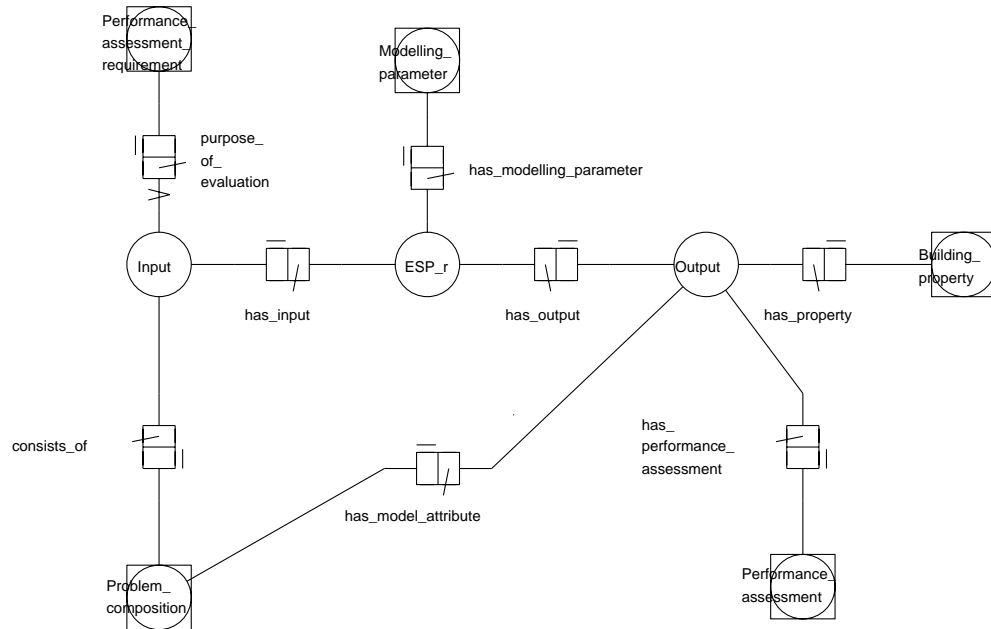 Performance_
assessment_
requirement
Modelling_
parameter
purpose_
of_
evaluation
has_modelling_parameter
Input
ESP_r
Output
Building_
property
has_input
has_output
has_property
consists_of
has_
performance_
assessment
has_model_attribute
Problem_
composition
Performance_
assessment